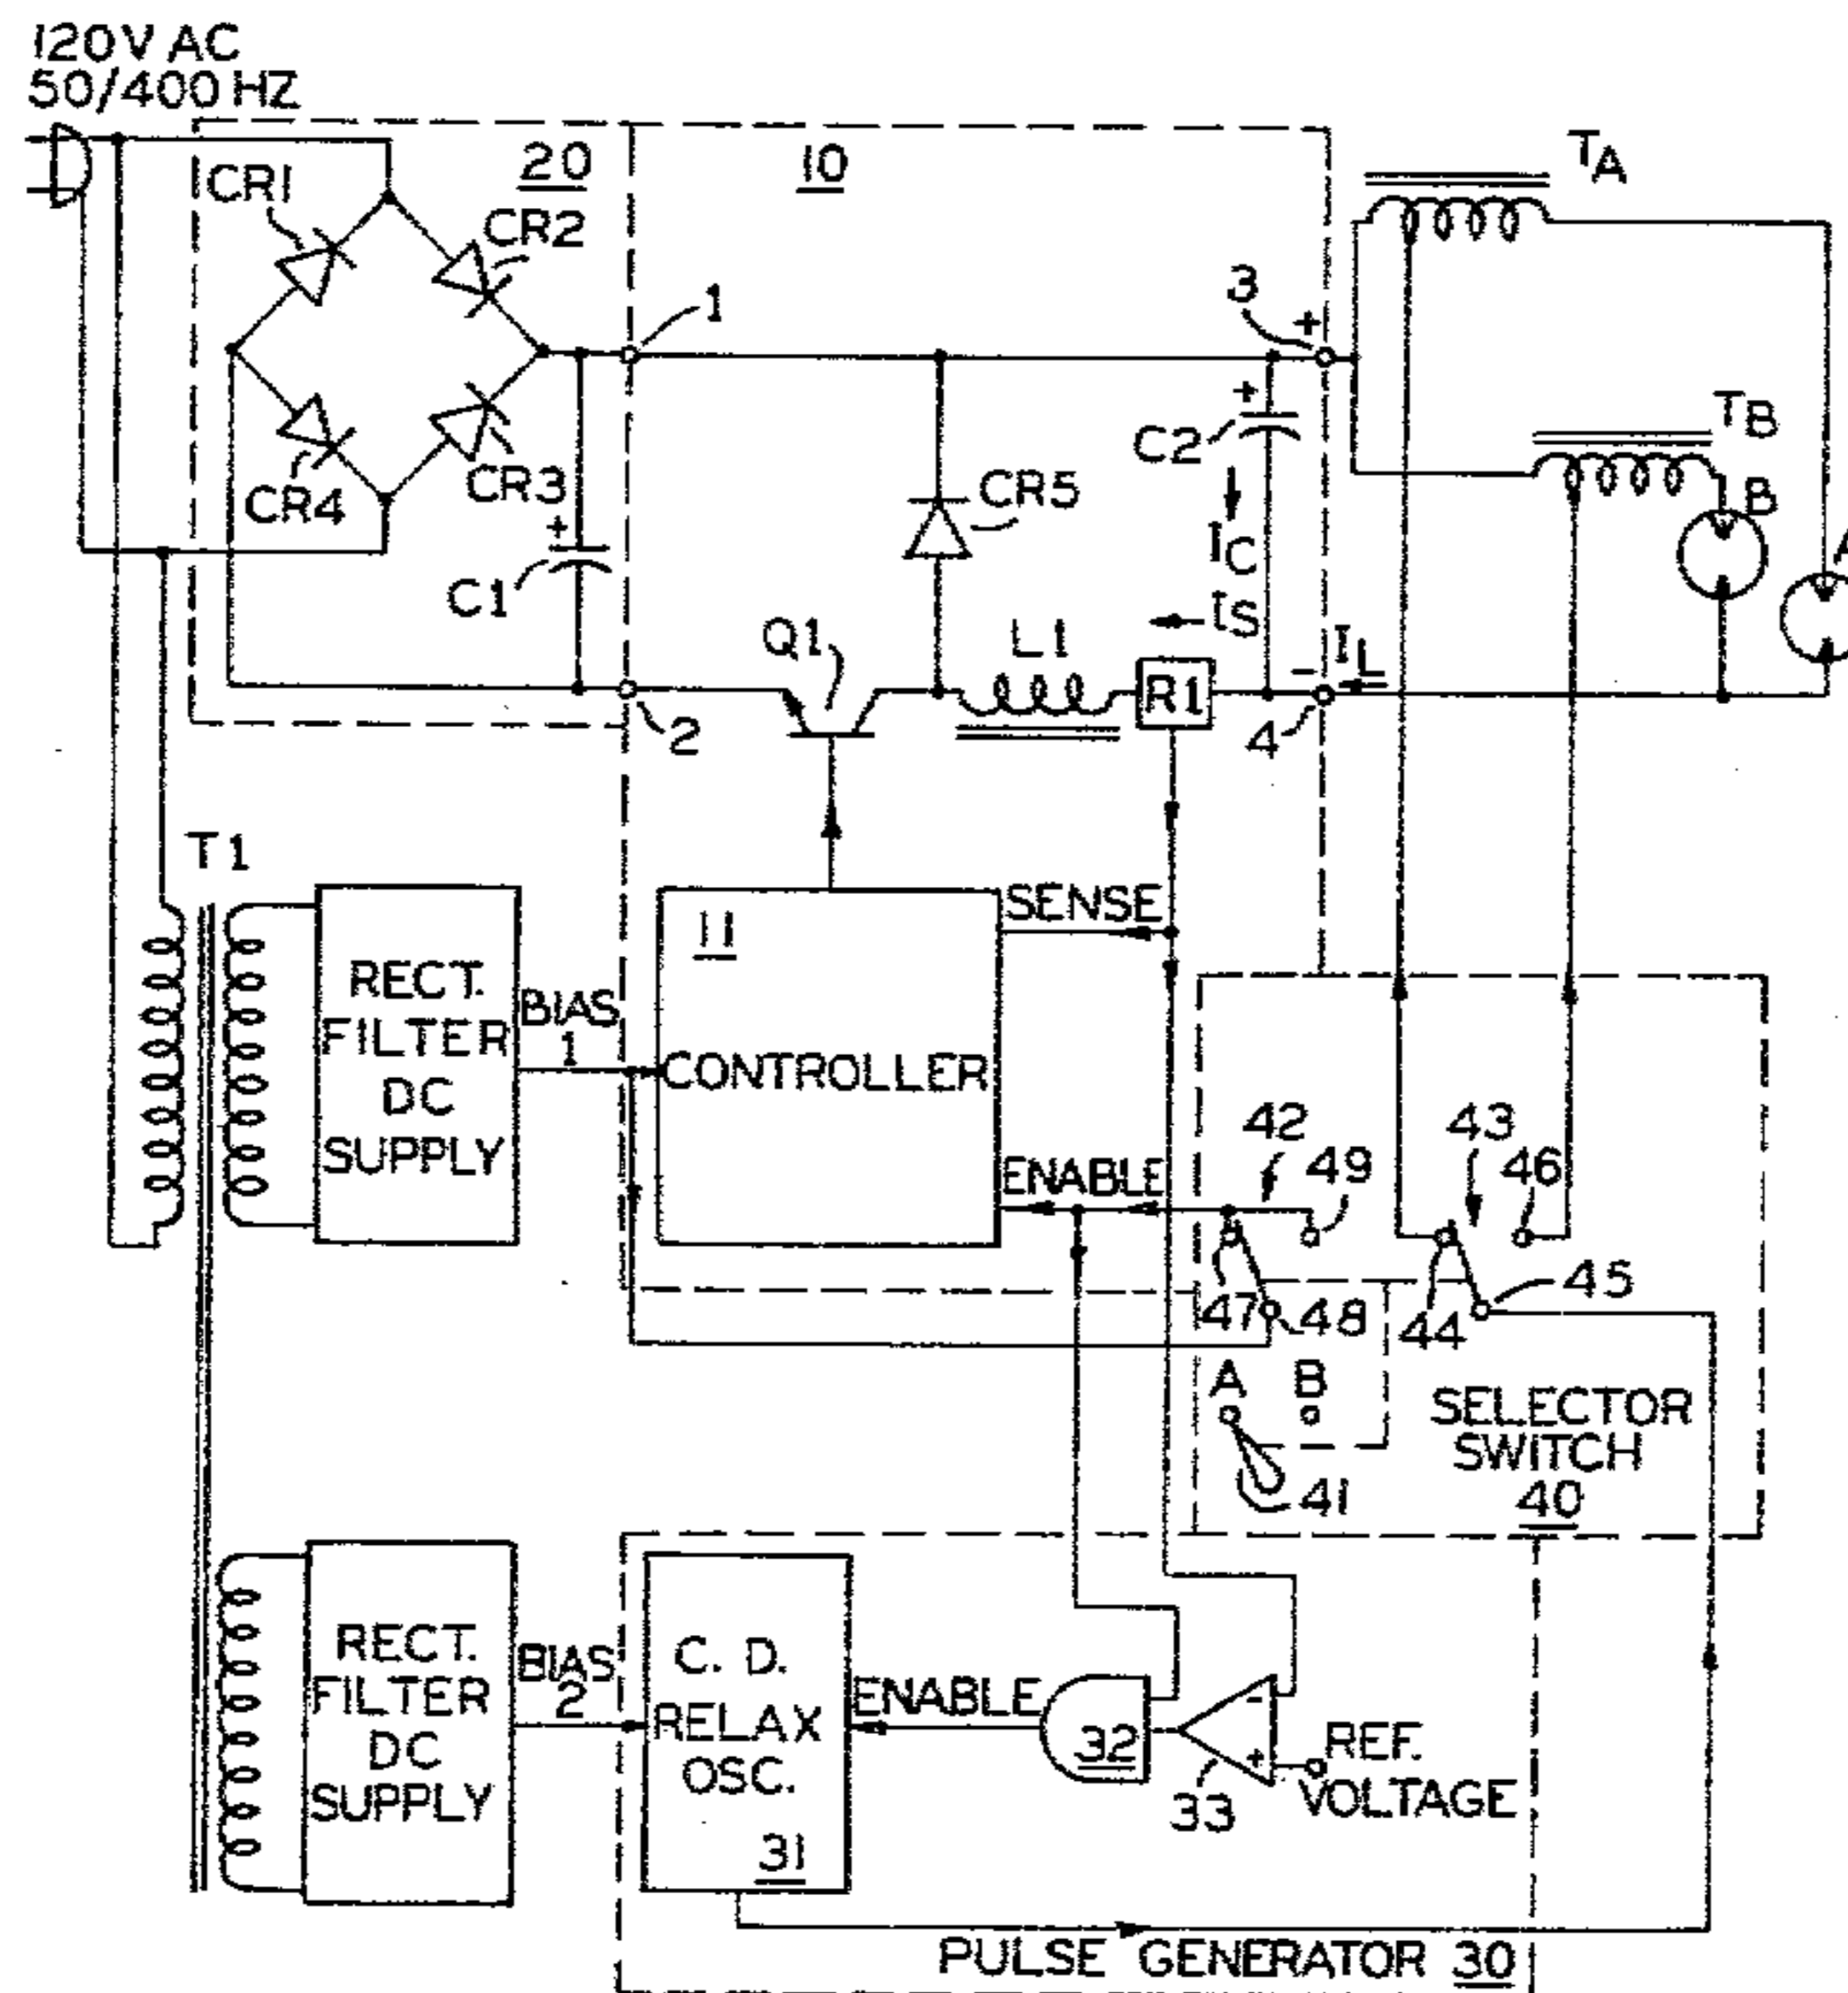 120V AC
50/400 HZ
CR1
20
10
TA
CR2
1
3
+
+
TB
C2
CR4
CR3
CR5
B
+
IC
A
C1
IS
Q1
L1
-
IL
R1
2
4
T1
11
SENSE
RECT.
FILTER
DC
SUPPLY
BIAS
1
CONTROLLER
42
43
49
46
ENABLE
45
47
48
44
A
B
SELECTOR
SWITCH
40
41
RECT.
FILTER
DC
SUPPLY
BIAS
2
C. D.
RELAX
OSC.
31
ENABLE
32
-
+
REF.
VOLTAGE
33
PULSE GENERATOR 30